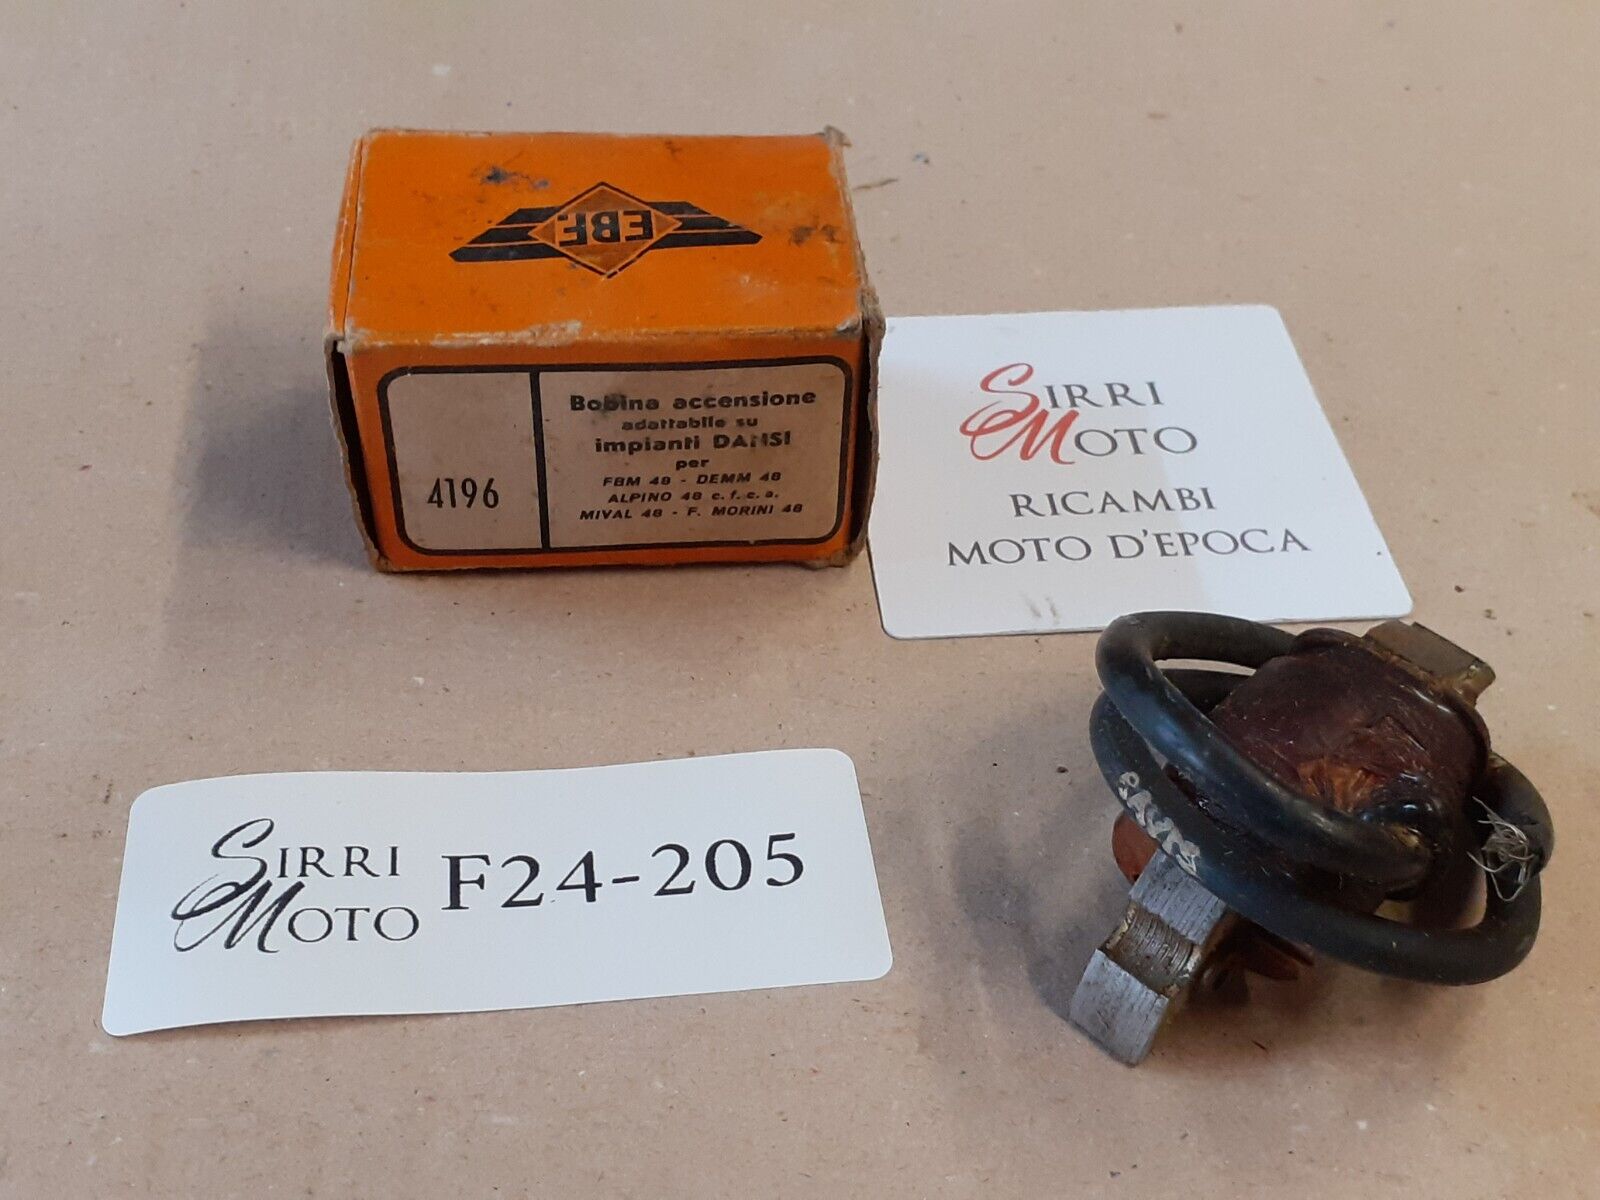 EBF.
4196
Bobina accensione
adattabile su
impianti DANSI
per
FBM 48 - DEMM 48
ALPINO 48 c.f.c.a.
MIVAL 48 - F. MORINI 48
SIRRI
MOTO
RICAMBI
MOTO D'EPOCA
SIRRI
MOTO
F24-205